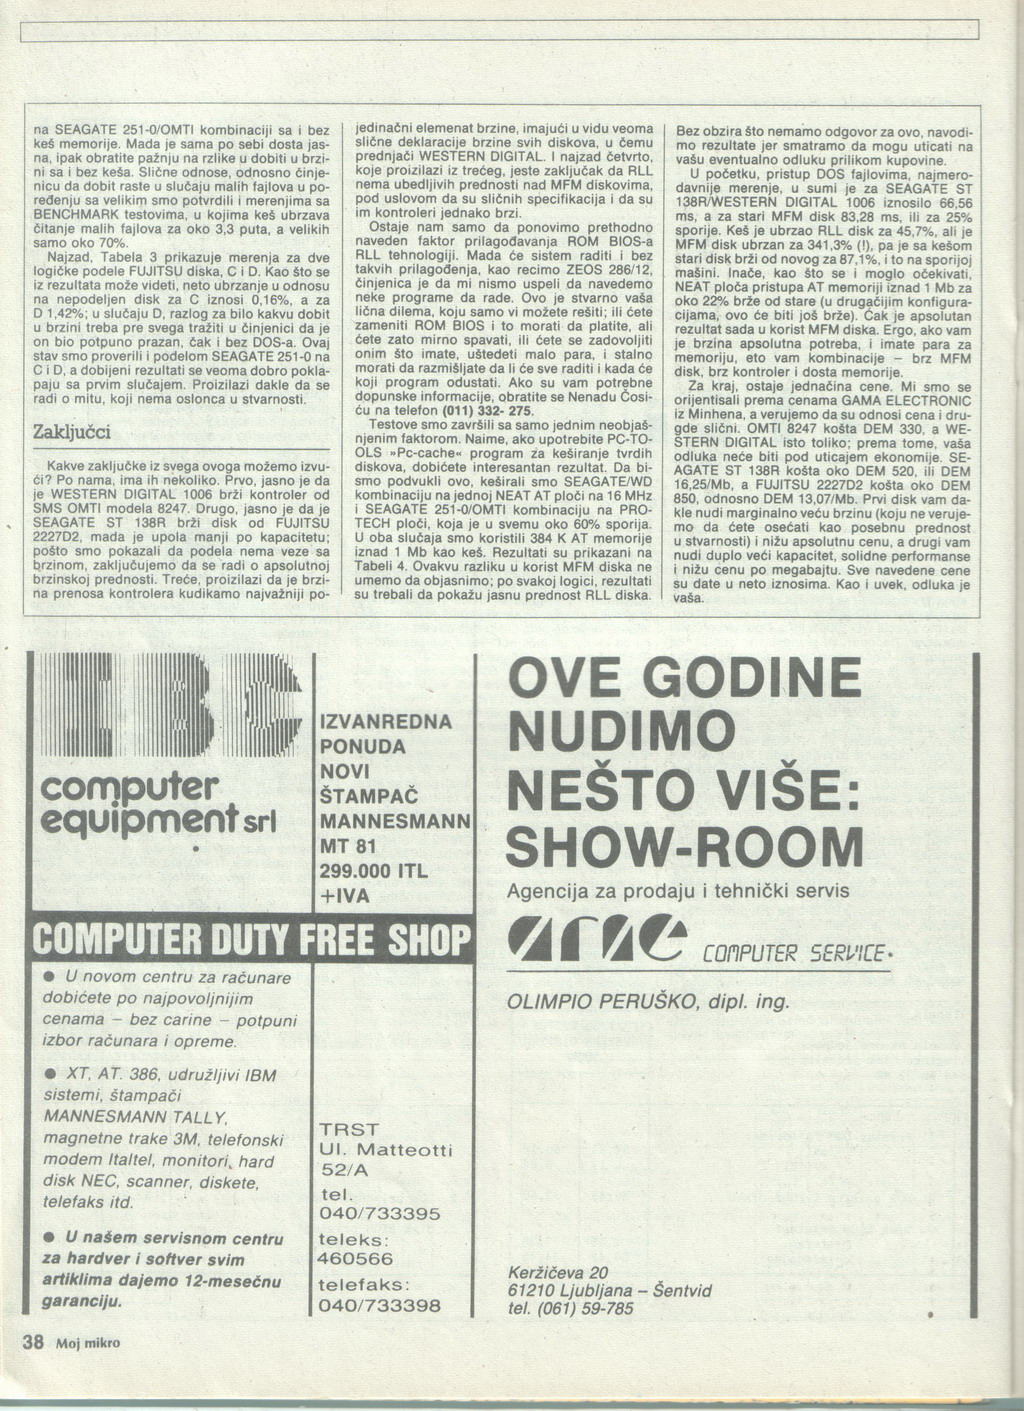 na SEAGATE 251-0/OMTI kombinaciji sa i bez
keš memorije. Mada je sama po sebi dosta jas-
na, ipak obratite pažnju na rzlike u dobiti u brzi-
ni sa i bez keša. Slične odnose, odnosno činje-
nicu da dobit raste u slučaju malih fajlova u po-
ređenju sa velikim smo potvrdili i merenjima sa
BENCHMARK testovima, u kojima keš ubrzava
čitanje malih fajlova za oko 3,3 puta, a velikih
samo oko 70%.
Najzad, Tabela 3 prikazuje merenja za dve
logičke podele FUJITSU diska, C i D. Kao što se
iz rezultata može videti, neto ubrzanje u odnosu
na nepodeljen disk za C iznosi 0,16%, a za
D 1,42%; u slučaju D, razlog za bilo kakvu dobit
u brzini treba pre svega tražiti u činjenici da je
on bio potpuno prazan, čak i bez DOS-a. Ovaj
stav smo proverili i podelom SEAGATE 251-0 na
C i D, a dobijeni rezultati se veoma dobro pokla-
paju sa prvim slučajem. Proizilazi dakle da se
radi o mitu, koji nema oslonca u stvarnosti.
Zaključci
Kakve zaključke iz svega ovoga možemo izvu-
ći? Po nama, ima ih nekoliko. Prvo, jasno je da
je WESTERN DIGITAL 1006 brži kontroler od
SMS OMTI modela 8247. Drugo, jasno je da je
SEAGATE ST 138R brži disk od FUJITSU
2227D2, mada je upola manji po kapacitetu;
pošto smo pokazali da podela nema veze sa
brzinom, zaključujemo da se radi o apsolutnoj
brzinskoj prednosti. Treće, proizilazi da je brzi-
na prenosa kontrolera kudikamo najvažniji po-
jedinačni elemenat brzine, imajući u vidu veoma
slične deklaracije brzine svih diskova, u čemu
prednjači WESTERN DIGITAL. I najzad četvrto,
koje proizilazi iz trećeg, jeste zaključak da RLL
nema ubedljivih prednosti nad MFM diskovima,
pod uslovom da su sličnih specifikacija i da su
im kontroleri jednako brzi.
Ostaje nam samo da ponovimo prethodno
naveden faktor prilagođavanja ROM BIOS-a
RLL tehnologiji. Mada će sistem raditi i bez
takvih prilagođenja, kao recimo ZEOS 286/12,
činjenica je da mi nismo uspeli da navedemo
neke programe da rade. Ovo je stvarno vaša
lična dilema, koju samo vi možete rešiti; ili ćete
zameniti ROM BIOS i to morati da platite, ali
ćete zato mirno spavati, ili ćete se zadovoljiti
onim što imate, uštedeti malo para, i stalno
morati da razmišljate da li će sve raditi i kada će
koji program odustati. Ako su vam potrebne
dopunske informacije, obratite se Nenadu Ćosi-
ću na telefon (011) 332- 275.
Testove smo završili sa samo jednim neobjaš-
njenim faktorom. Naime, ako upotrebite PC-TO-
OLS »Pc-cache« program za keširanje tvrdih
diskova, dobićete interesantan rezultat. Da bi-
smo podvukli ovo, keširali smo SEAGATE/WD
kombinaciju na jednoj NEAT AT ploči na 16 MHz
i SEAGATE 251-0/OMTI kombinaciju na PRO-
TECH ploči, koja je u svemu oko 60% sporija.
U oba slučaja smo koristili 384 K AT memorije
iznad 1 Mb kao keš. Rezultati su prikazani na
Tabeli 4. Ovakvu razliku u korist MFM diska ne
umemo da objasnimo; po svakoj logici, rezultati
su trebali da pokažu jasnu prednost RLL diska.
Bez obzira što nemamo odgovor za ovo, navodi-
mo rezultate jer smatramo da mogu uticati na
vašu eventualno odluku prilikom kupovine.
U početku, pristup DOS fajlovima, najmero-
davnije merenje, u sumi je za SEAGATE ST
138R/WESTERN DIGITAL 1006 iznosilo 66,56
ms, a za stari MFM disk 83,28 ms, ili za 25%
sporije. Keš je ubrzao RLL disk za 45,7%, ali je
MFM disk ubrzan za 341,3% (!), pa je sa kešom
stari disk brži od novog za 87,1%, i to na sporijoj
mašini. Inače, kao što se i moglo očekivati,
NEAT ploča pristupa AT memoriji iznad 1 Mb za
oko 22% brže od stare (u drugačijim konfigura-
cijama, ovo će biti još brže). Čak je apsolutan
rezultat sada u korist MFM diska. Ergo, ako vam
je brzina apsolutna potreba, i imate para za
memoriju, eto vam kombinacije – brz MFM
disk, brz kontroler i dosta memorije.
Za kraj, ostaje jednačina cene. Mi smo se
orijentisali prema cenama GAMA ELECTRONIC
iz Minhena, a verujemo da su odnosi cena i dru-
gde slični. OMTI 8247 košta DEM 330, a WE-
STERN DIGITAL isto toliko; prema tome, vaša
odluka neće biti pod uticajem ekonomije. SE-
AGATE ST 138R košta oko DEM 520, ili DEM
16,25/Mb, a FUJITSU 2227D2 košta oko DEM
850, odnosno DEM 13,07/Mb. Prvi disk vam da-
kle nudi marginalno veću brzinu (koju ne veruje-
mo da ćete osećati kao posebnu prednost
u stvarnosti) i nižu apsolutnu cenu, a drugi vam
nudi duplo veći kapacitet, solidne performanse
i nižu cenu po megabajtu. Sve navedene cene
su date u neto iznosima. Kao i uvek, odluka je
vaša.
IBC
computer
equipment srl
IZVANREDNA
PONUDA
NOVI
ŠTAMPAČ
MANNESMANN
MT 81
299.000 ITL
+IVA
COMPUTER DUTY FREE SHOP
● U novom centru za računare
dobićete po najpovoljnijim
cenama – bez carine – potpuni
izbor računara i opreme.
● XT, AT. 386, udružljivi IBM
sistemi, štampači
MANNESMANN TALLY,
magnetne trake 3M, telefonski
modem Italtel, monitori, hard
disk NEC, scanner, diskete,
telefaks itd.
● U našem servisnom centru
za hardver i softver svim
artiklima dajemo 12-mesečnu
garanciju.
TRST
Ul. Matteotti
52/A
tel.
040/733395
teleks:
460566
telefaks:
040/733398
OVE GODINE
NUDIMO
NEŠTO VIŠE:
SHOW-ROOM
Agencija za prodaju i tehnički servis
arne COMPUTER SERVICE
OLIMPIO PERUŠKO, dipl. ing.
Keržičeva 20
61210 Ljubljana – Šentvid
tel. (061) 59-785
38 Moj mikro